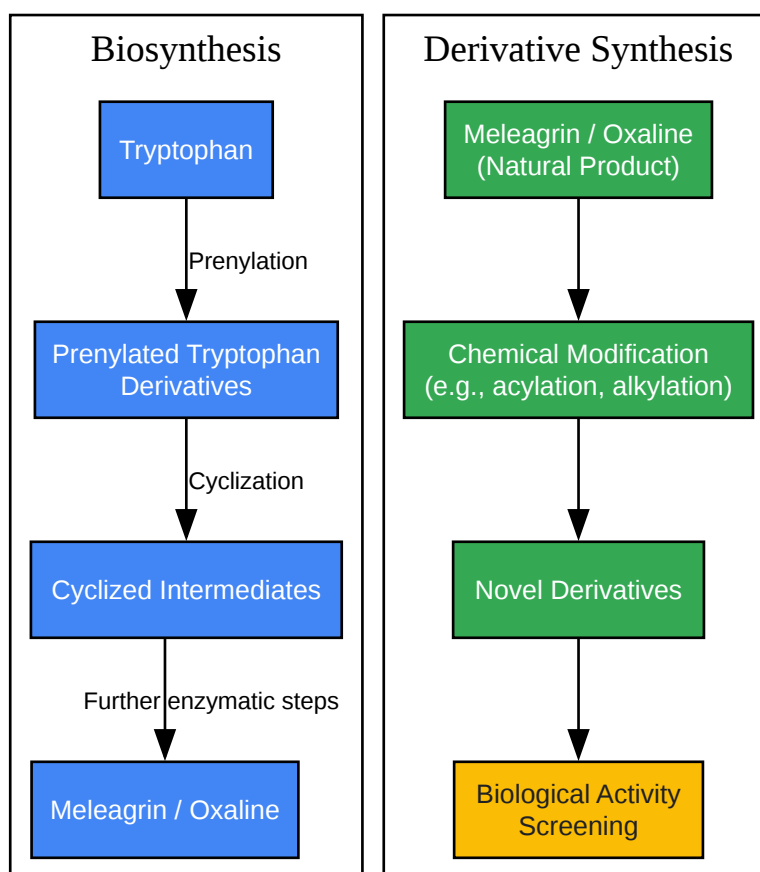 Biosynthesis
Tryptophan
Prenylation
Prenylated Tryptophan
Derivatives
Cyclization
Cyclized Intermediates
Further enzymatic steps
Meleagrin / Oxaline
Derivative Synthesis
Meleagrin / Oxaline
(Natural Product)
Chemical Modification
(e.g., acylation, alkylation)
Novel Derivatives
Biological Activity
Screening